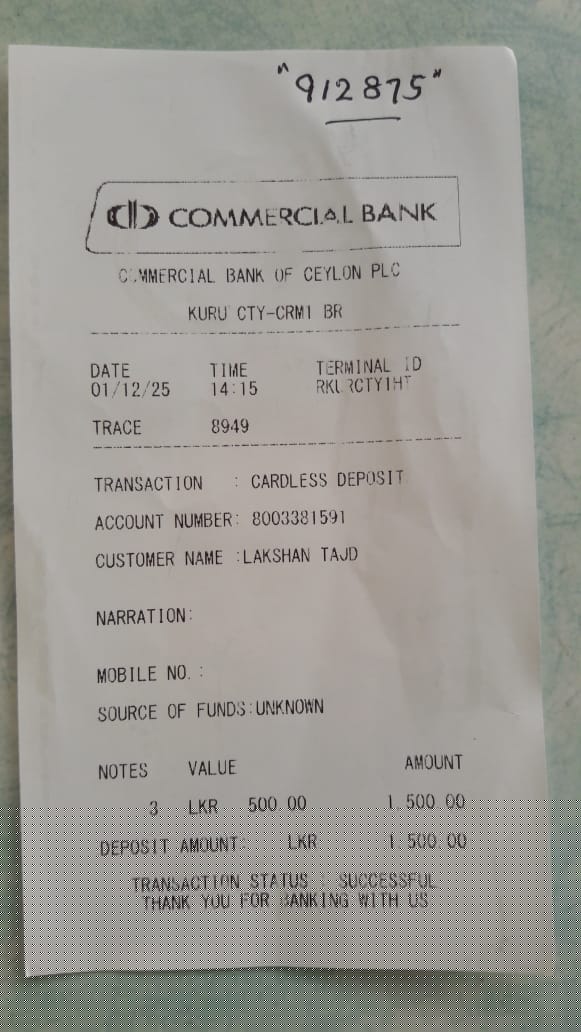 "912875"
COMMERCIAL BANK
COMMERCIAL BANK OF CEYLON PLC
KURU CTY-CRM1 BR
DATE TIME TERMINAL ID
01/12/25 14:15
TRACE 8949
TRANSACTION : CARDLESS DEPOSIT
ACCOUNT NUMBER: 8003381591
CUSTOMER NAME :LAKSHAN TAJD
NARRATION:
MOBILE NO. :
SOURCE OF FUNDS:UNKNOWN
NOTES VALUE AMOUNT
3 LKR 500.00 1,500.00
DEPOSIT AMOUNT: LKR 1,500.00
TRANSACTION STATUS : SUCCESSFUL
THANK YOU FOR BANKING WITH US